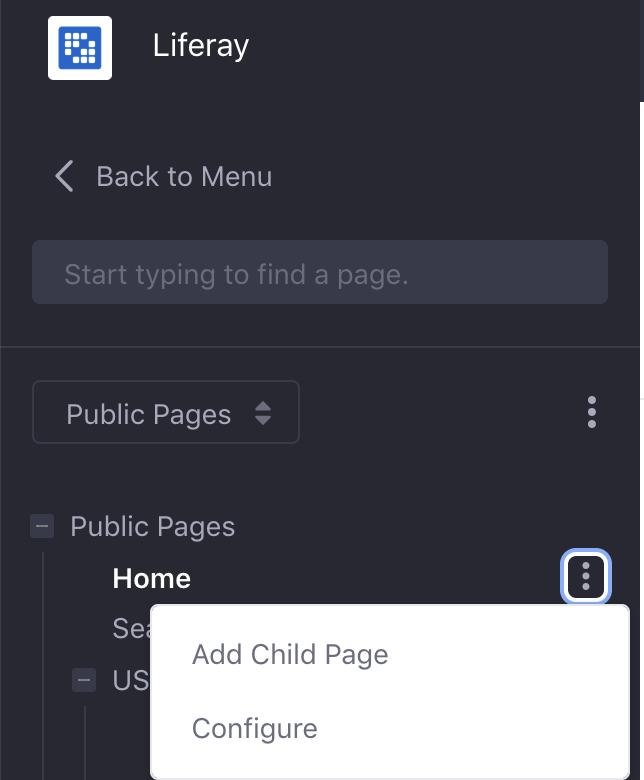 Liferay
Back to Menu
Start typing to find a page.
Public Pages
Public Pages
Home
US
Add Child Page
Configure